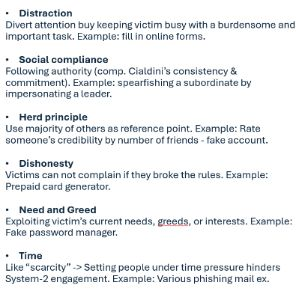 • Distraction
Divert attention buy keeping victim busy with a burdensome and
important task. Example: fill in online forms.
• Social compliance
Following authority (comp. Cialdini's consistency &
commitment). Example: spearfishing a subordinate by
impersonating a leader.
• Herd principle
Use majority of others as reference point. Example: Rate
someone's credibility by number of friends - fake account.
• Dishonesty
Victims can not complain if they broke the rules. Example:
Prepaid card generator.
• Need and Greed
Exploiting victim's current needs, greeds, or interests. Example:
Fake password manager.
• Time
Like "scarcity" -> Setting people under time pressure hinders
System-2 engagement. Example: Various phishing mail ex.